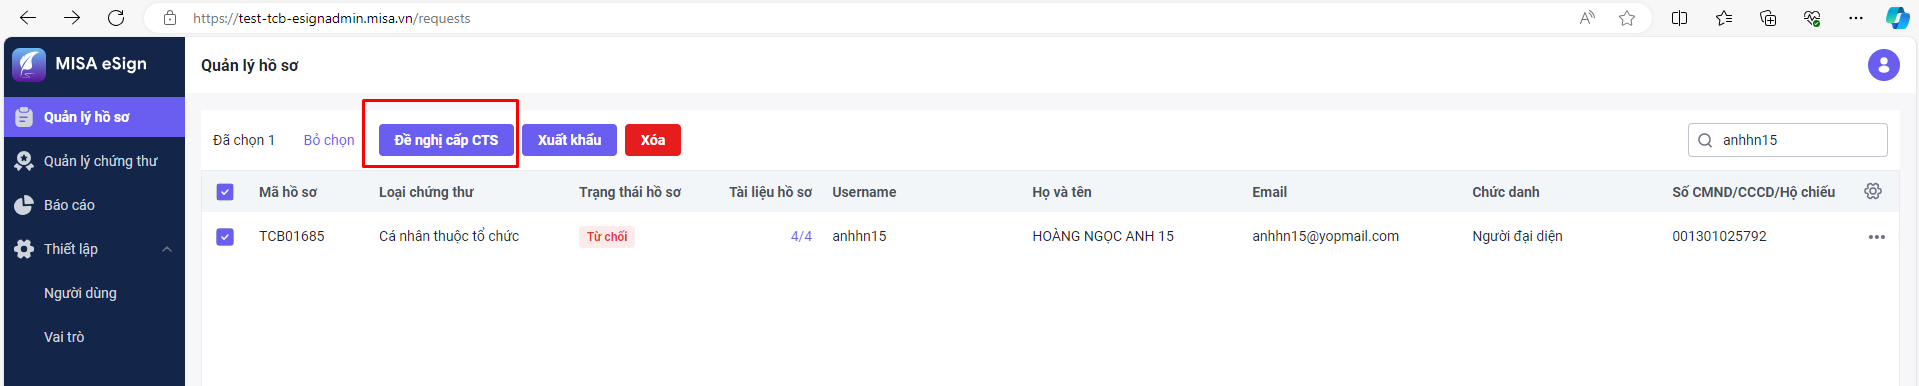 https://test-tcb-esignadmin.misa.vn/requests
MISA eSign
Quản lý hồ sơ
Quản lý hồ sơ
Quản lý chứng thư
Báo cáo
Thiết lập
Người dùng
Vai trò
Đã chọn 1 Bỏ chọn Đề nghị cấp CTS Xuất khẩu Xóa anhhn15
Mã hồ sơ Loại chứng thư Trạng thái hồ sơ Tài liệu hồ sơ Username Họ và tên Email Chức danh Số CMND/CCCD/Hộ chiếu
TCB01685 Cá nhân thuộc tổ chức Từ chối 4/4 anhhn15 HOÀNG NGỌC ANH 15 anhhn15@yopmail.com Người đại diện 001301025792